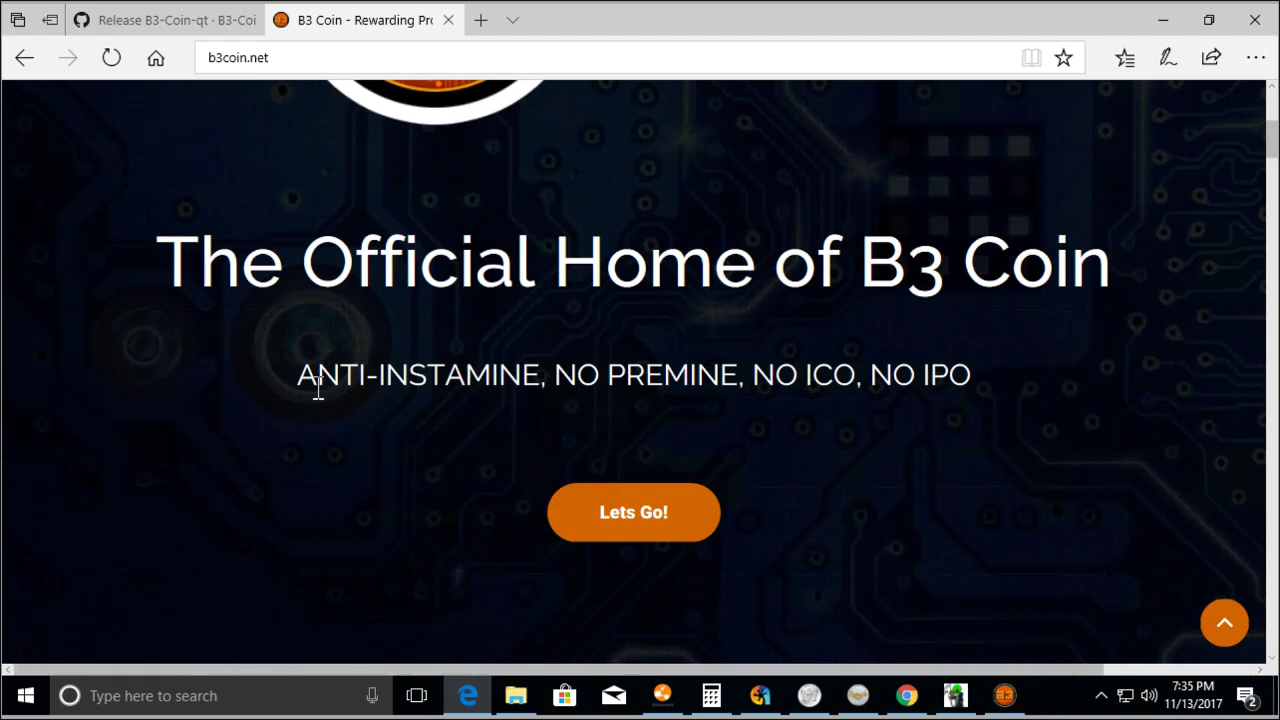 Release B3-Coin-qt · B3-Coi
B3 Coin - Rewarding Pro
b3coin.net
The Official Home of B3 Coin
ANTI-INSTAMINE, NO PREMINE, NO ICO, NO IPO
Lets Go!
Type here to search
7:35 PM
11/13/2017
2